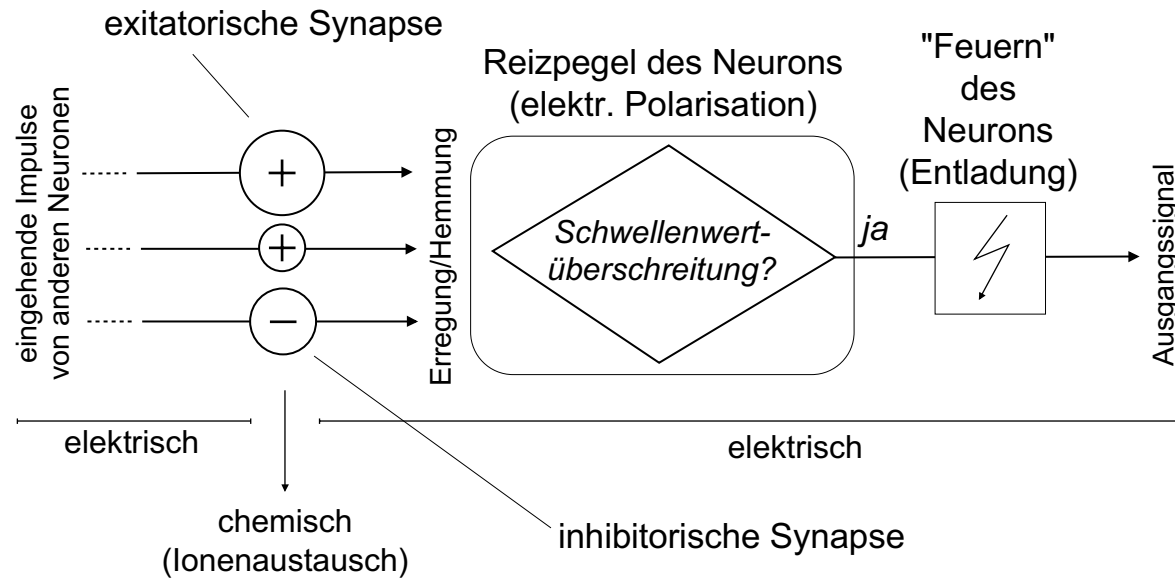 exitatorische Synapse
eingehende Impulse
von anderen Neuronen
+
+
−
Erregung/Hemmung
Reizpegel des Neurons
(elektr. Polarisation)
Schwellenwert-
überschreitung?
ja
"Feuern"
des
Neurons
(Entladung)
Ausgangssignal
elektrisch
elektrisch
chemisch
(Ionenaustausch)
inhibitorische Synapse